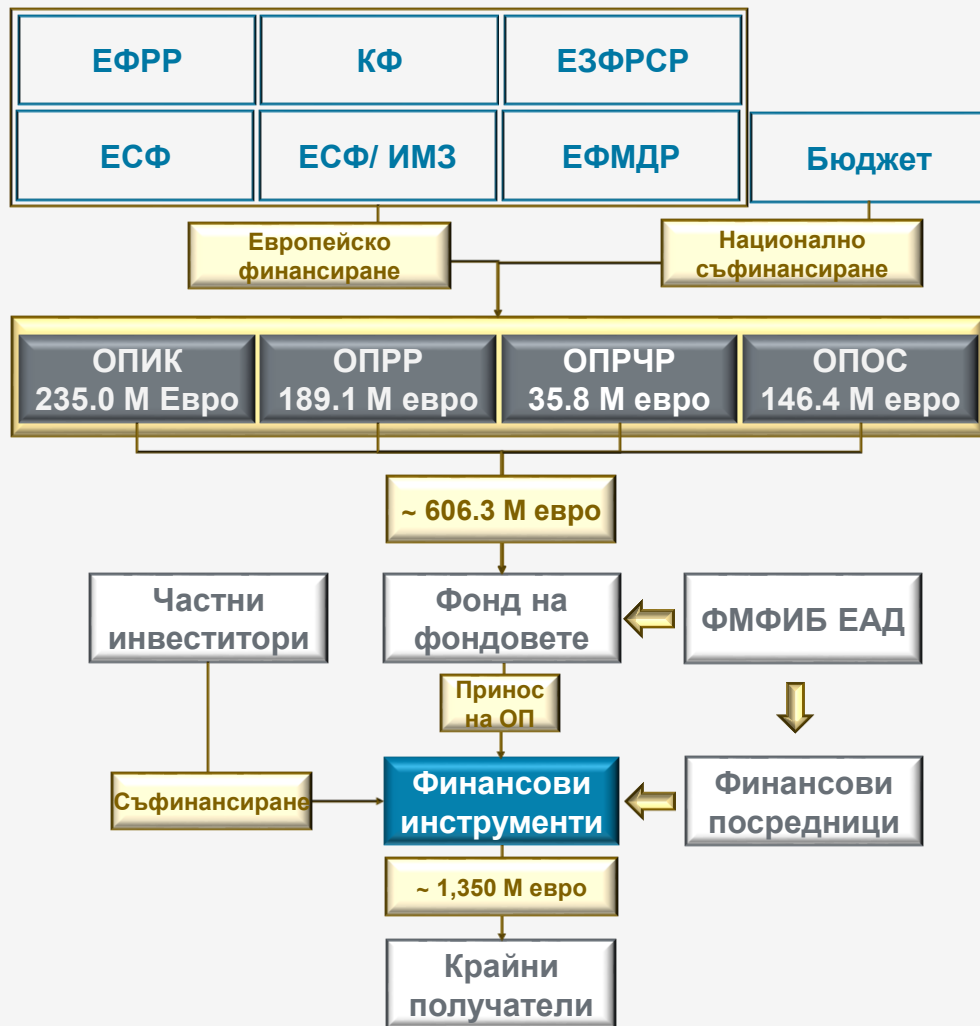 ЕФРР
КФ
ЕЗФРСР
ЕСФ
ЕСФ/ ИМЗ
ЕФМДР
Бюджет
Европейско
финансиране
Национално
съфинансиране
ОПИК
235.0 М Евро
ОПРР
189.1 М евро
ОПРЧР
35.8 М евро
ОПОС
146.4 М евро
~ 606.3 М евро
Частни
инвеститори
Фонд на
фондовете
ФМФИБ ЕАД
Принос
на ОП
Съфинансиране
Финансови
инструменти
Финансови
посредници
~ 1,350 М евро
Крайни
получатели